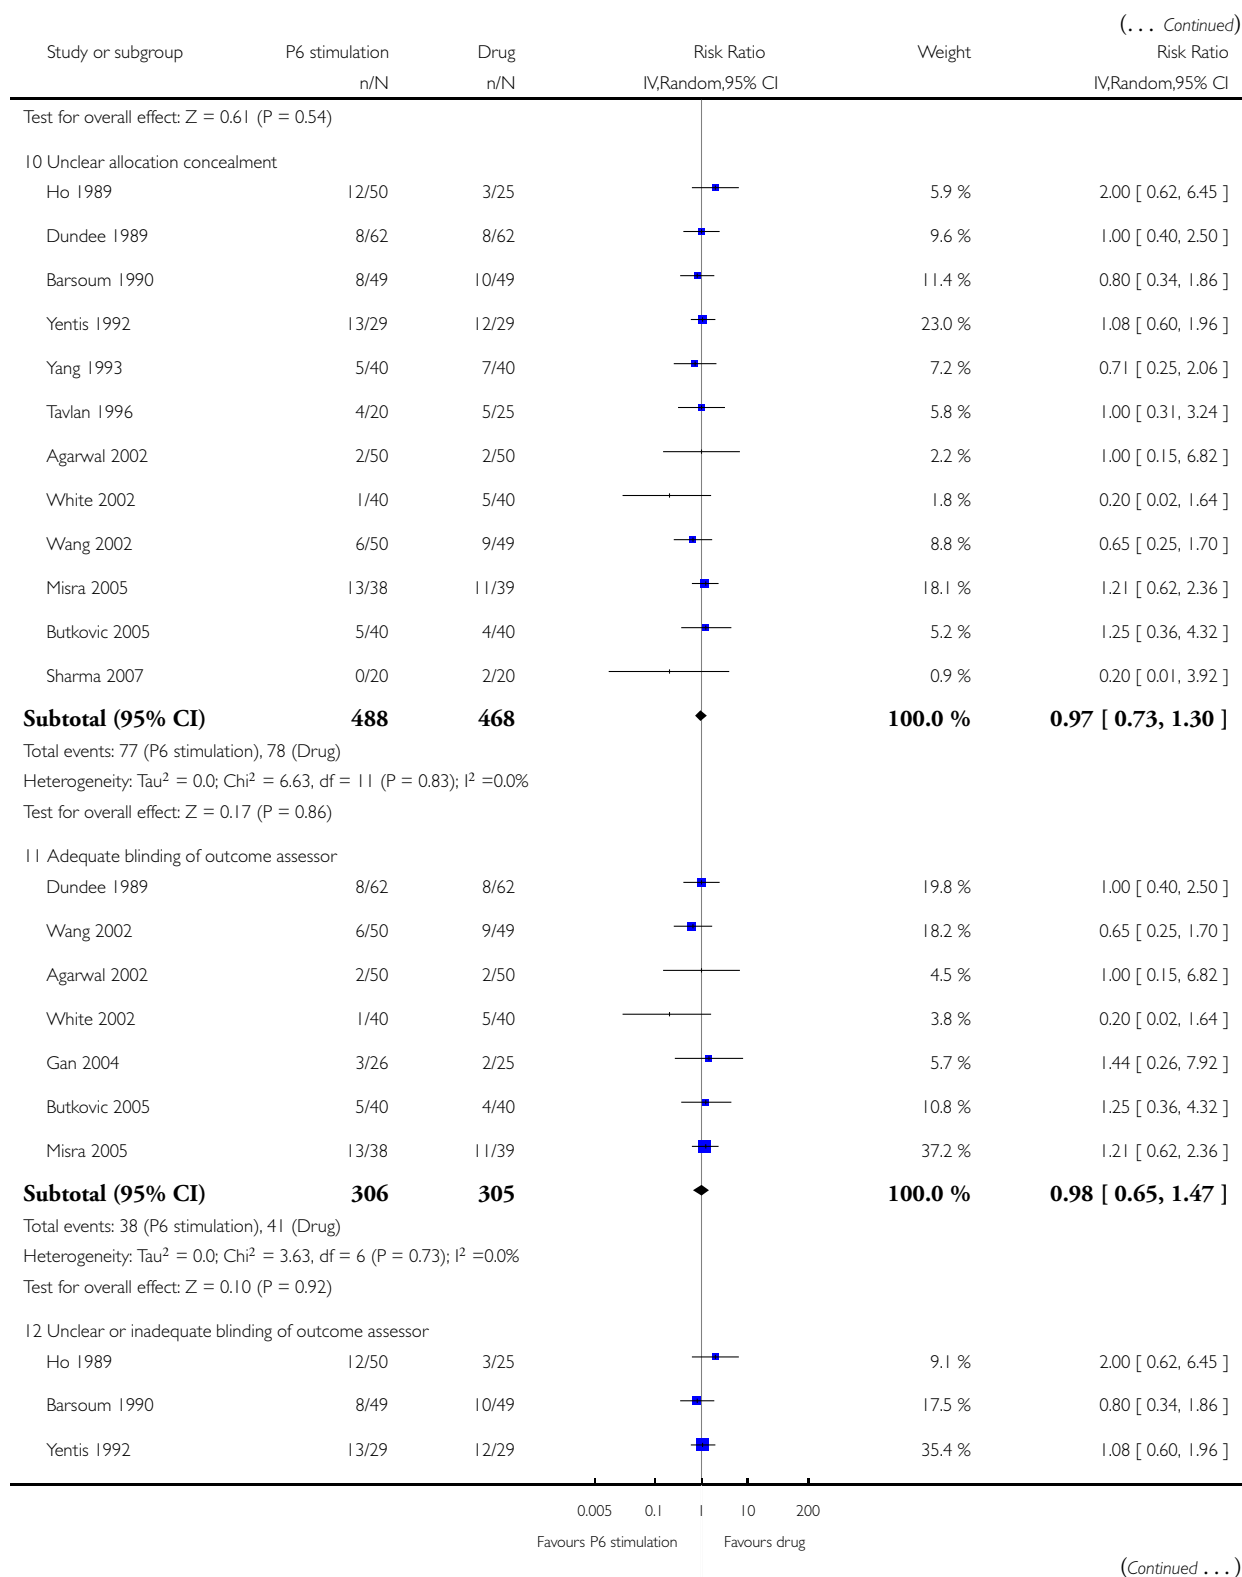 (... Continued)
Study or subgroup P6 stimulation Drug Risk Ratio Weight Risk Ratio
n/N n/N IV,Random,95% CI IV,Random,95% CI
Test for overall effect: Z = 0.61 (P = 0.54)
10 Unclear allocation concealment
Ho 1989 12/50 3/25 5.9 % 2.00 [ 0.62, 6.45 ]
Dundee 1989 8/62 8/62 9.6 % 1.00 [ 0.40, 2.50 ]
Barsoum 1990 8/49 10/49 11.4 % 0.80 [ 0.34, 1.86 ]
Yentis 1992 13/29 12/29 23.0 % 1.08 [ 0.60, 1.96 ]
Yang 1993 5/40 7/40 7.2 % 0.71 [ 0.25, 2.06 ]
Tavlan 1996 4/20 5/25 5.8 % 1.00 [ 0.31, 3.24 ]
Agarwal 2002 2/50 2/50 2.2 % 1.00 [ 0.15, 6.82 ]
White 2002 1/40 5/40 1.8 % 0.20 [ 0.02, 1.64 ]
Wang 2002 6/50 9/49 8.8 % 0.65 [ 0.25, 1.70 ]
Misra 2005 13/38 11/39 18.1 % 1.21 [ 0.62, 2.36 ]
Butkovic 2005 5/40 4/40 5.2 % 1.25 [ 0.36, 4.32 ]
Sharma 2007 0/20 2/20 0.9 % 0.20 [ 0.01, 3.92 ]
Subtotal (95% CI) 488 468 100.0 % 0.97 [ 0.73, 1.30 ]
Total events: 77 (P6 stimulation), 78 (Drug)
Heterogeneity: Tau² = 0.0; Chi² = 6.63, df = 11 (P = 0.83); I² =0.0%
Test for overall effect: Z = 0.17 (P = 0.86)
11 Adequate blinding of outcome assessor
Dundee 1989 8/62 8/62 19.8 % 1.00 [ 0.40, 2.50 ]
Wang 2002 6/50 9/49 18.2 % 0.65 [ 0.25, 1.70 ]
Agarwal 2002 2/50 2/50 4.5 % 1.00 [ 0.15, 6.82 ]
White 2002 1/40 5/40 3.8 % 0.20 [ 0.02, 1.64 ]
Gan 2004 3/26 2/25 5.7 % 1.44 [ 0.26, 7.92 ]
Butkovic 2005 5/40 4/40 10.8 % 1.25 [ 0.36, 4.32 ]
Misra 2005 13/38 11/39 37.2 % 1.21 [ 0.62, 2.36 ]
Subtotal (95% CI) 306 305 100.0 % 0.98 [ 0.65, 1.47 ]
Total events: 38 (P6 stimulation), 41 (Drug)
Heterogeneity: Tau² = 0.0; Chi² = 3.63, df = 6 (P = 0.73); I² =0.0%
Test for overall effect: Z = 0.10 (P = 0.92)
12 Unclear or inadequate blinding of outcome assessor
Ho 1989 12/50 3/25 9.1 % 2.00 [ 0.62, 6.45 ]
Barsoum 1990 8/49 10/49 17.5 % 0.80 [ 0.34, 1.86 ]
Yentis 1992 13/29 12/29 35.4 % 1.08 [ 0.60, 1.96 ]
0.005 0.1 1 10 200
Favours P6 stimulation Favours drug
(Continued ...)